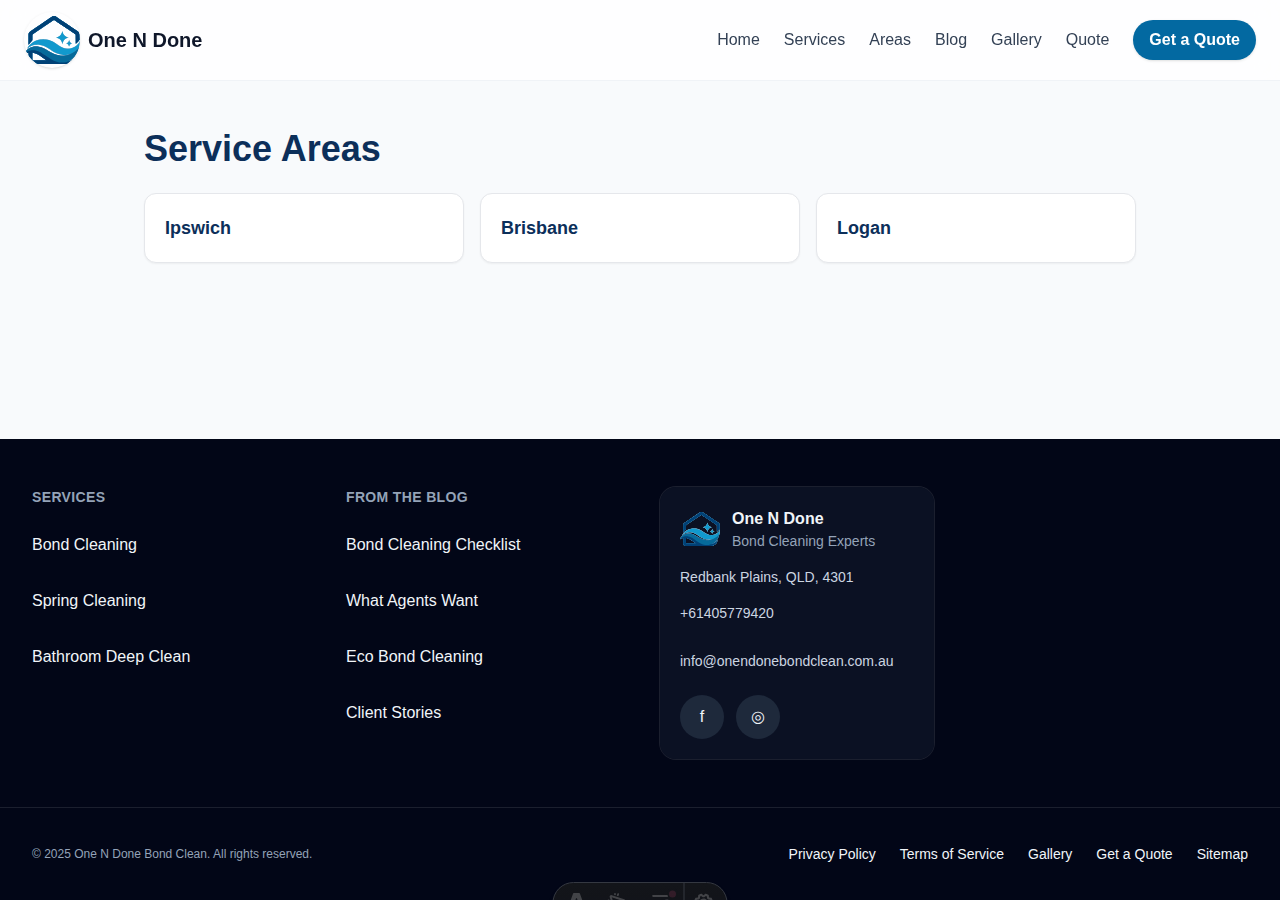 One N Done
Home Services Areas Blog Gallery Quote Get a Quote
Service Areas
Ipswich
Brisbane
Logan
SERVICES
Bond Cleaning
Spring Cleaning
Bathroom Deep Clean
FROM THE BLOG
Bond Cleaning Checklist
What Agents Want
Eco Bond Cleaning
Client Stories
One N Done
Bond Cleaning Experts
Redbank Plains, QLD, 4301
+61405779420
info@onendonebondclean.com.au
f
© 2025 One N Done Bond Clean. All rights reserved.
Privacy Policy Terms of Service Gallery Get a Quote Sitemap